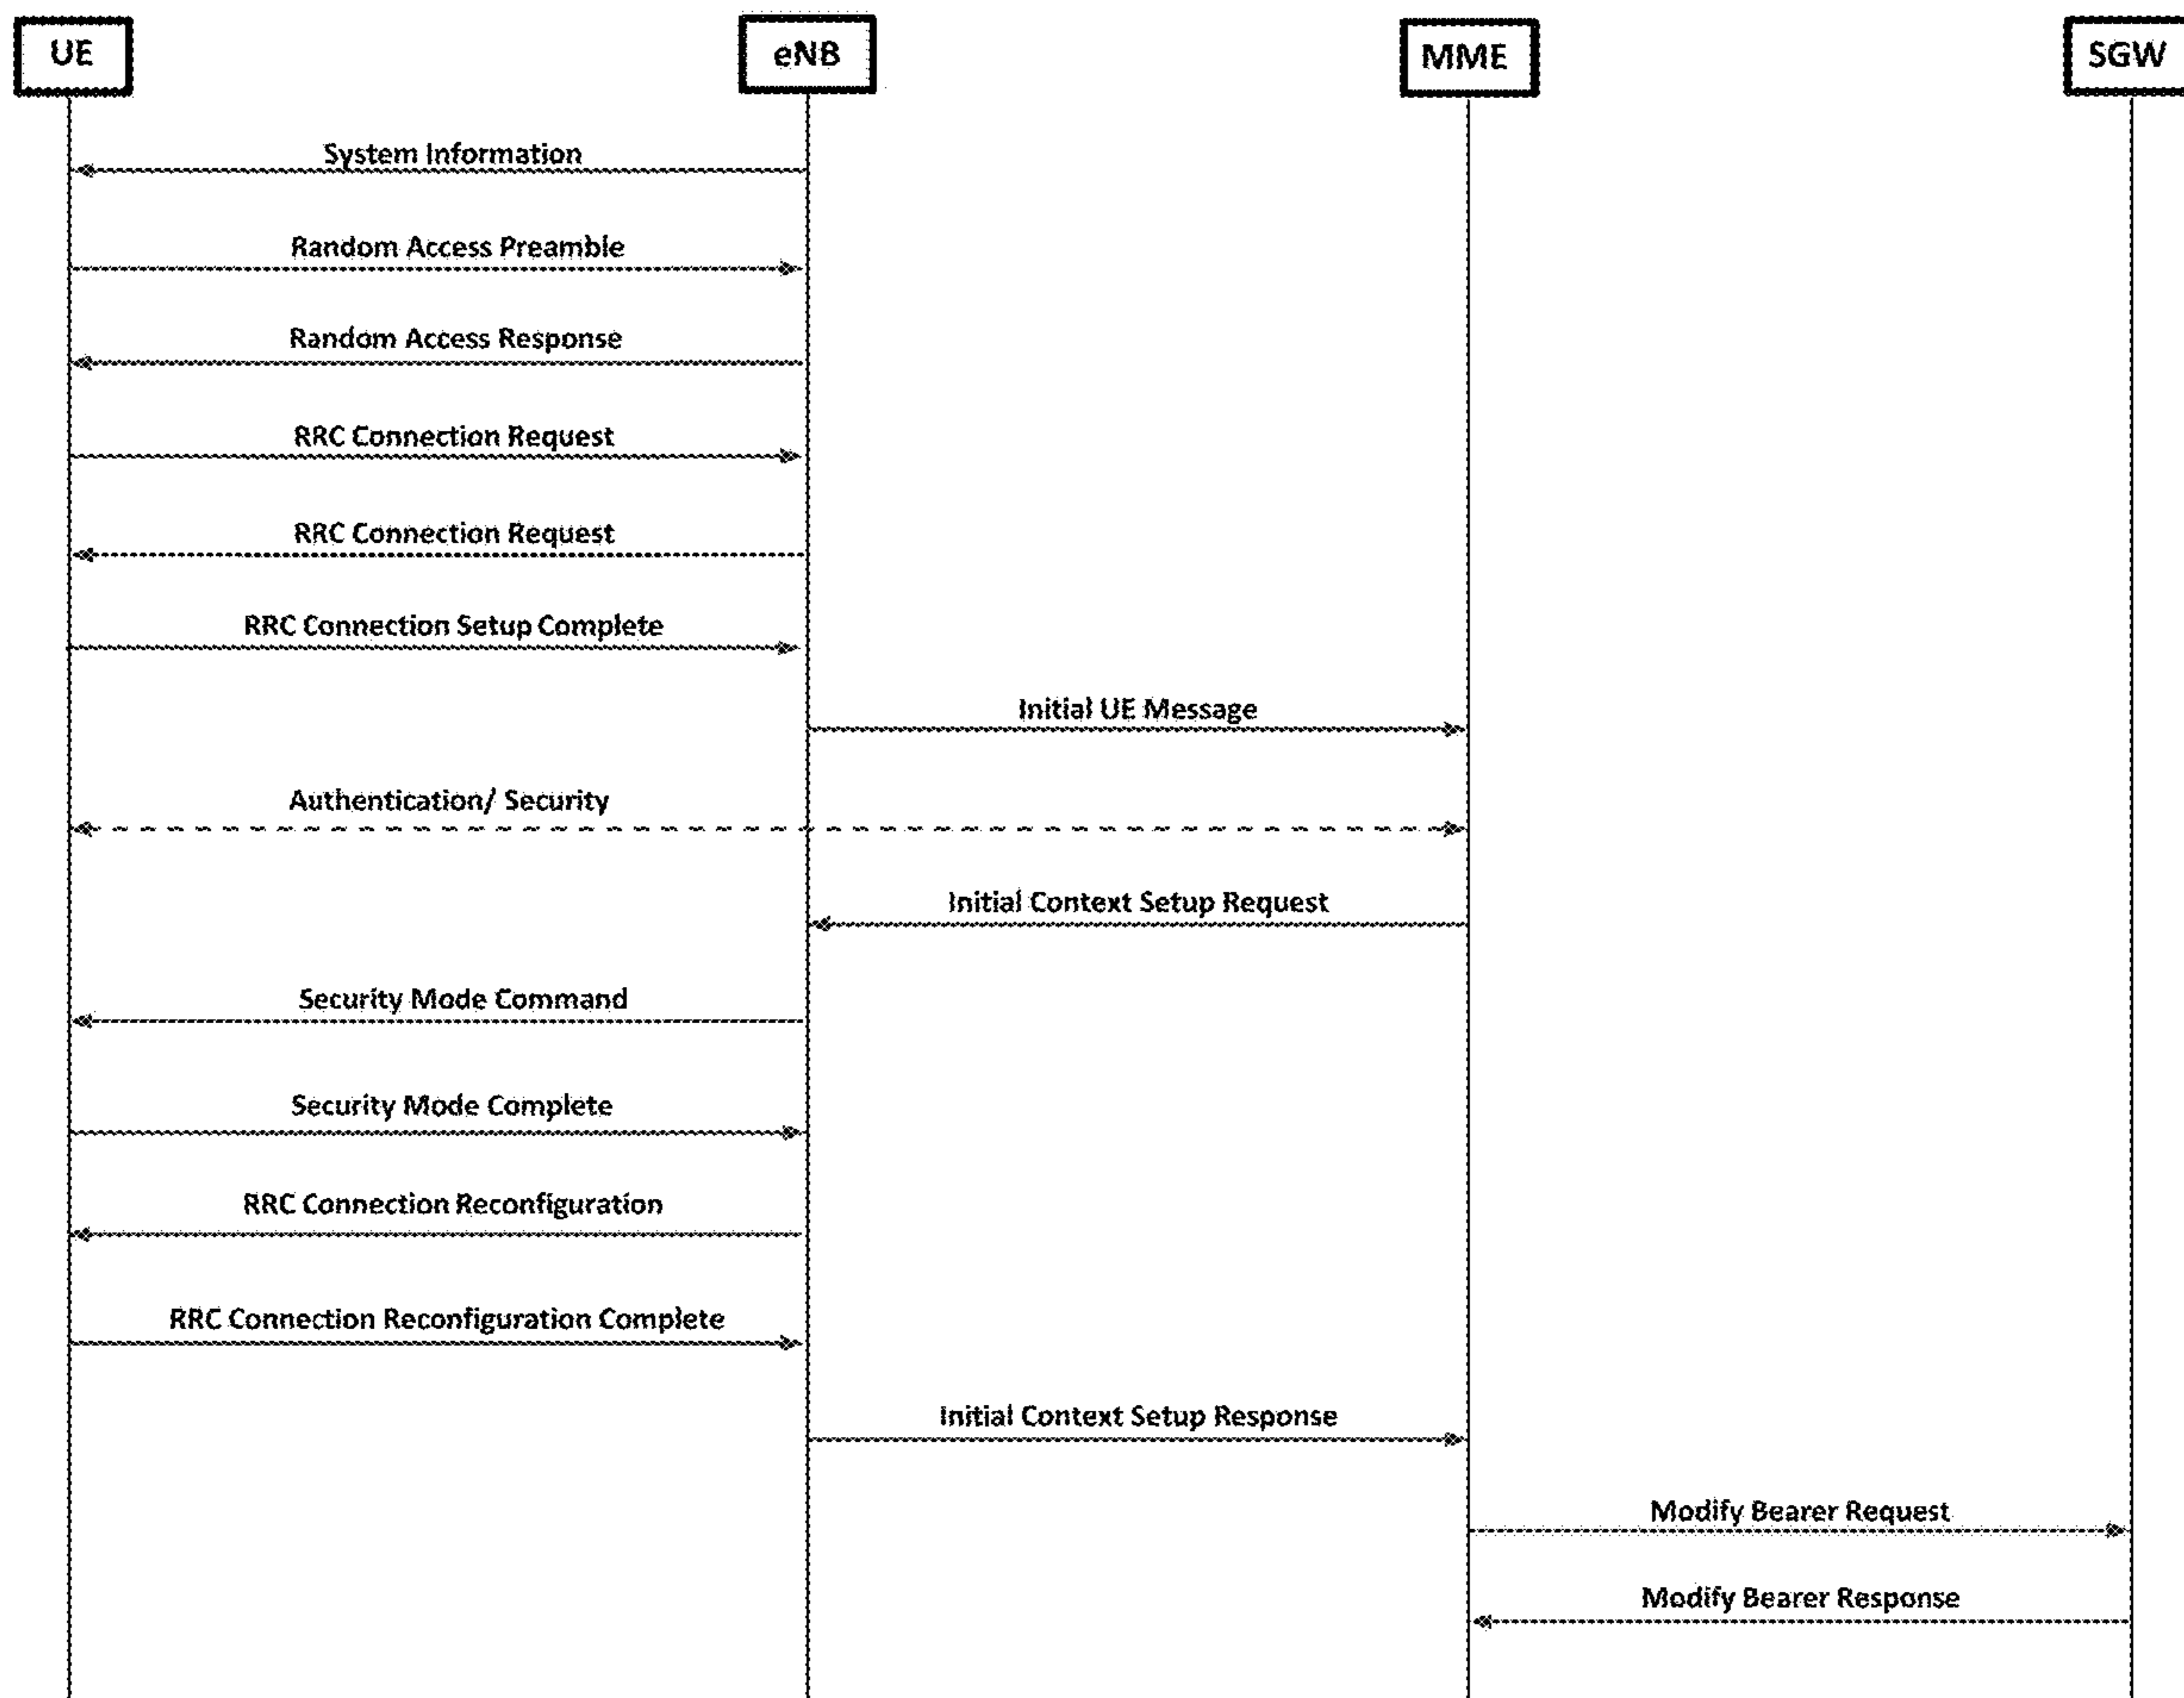 UE
eNB
MME
SGW
System Information
Random Access Preamble
Random Access Response
RRC Connection Request
RRC Connection Request
RRC Connection Setup Complete
Initial UE Message
Authentication/ Security
Initial Context Setup Request
Security Mode Command
Security Mode Complete
RRC Connection Reconfiguration
RRC Connection Reconfiguration Complete
Initial Context Setup Response
Modify Bearer Request
Modify Bearer Response